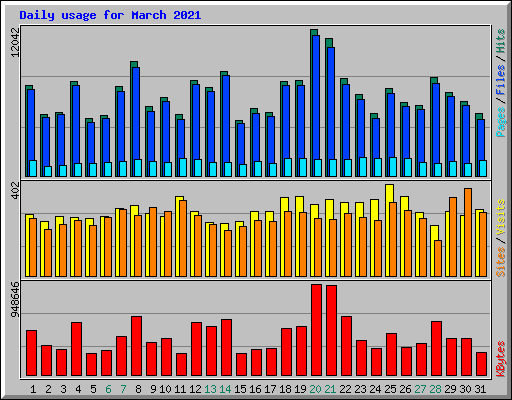 Daily usage for March 2021
12042
Pages / Files / Hits
402
Sites / Visits
948646
KBytes
1 2 3 4 5 6 7 8 9 10 11 12 13 14 15 16 17 18 19 20 21 22 23 24 25 26 27 28 29 30 31